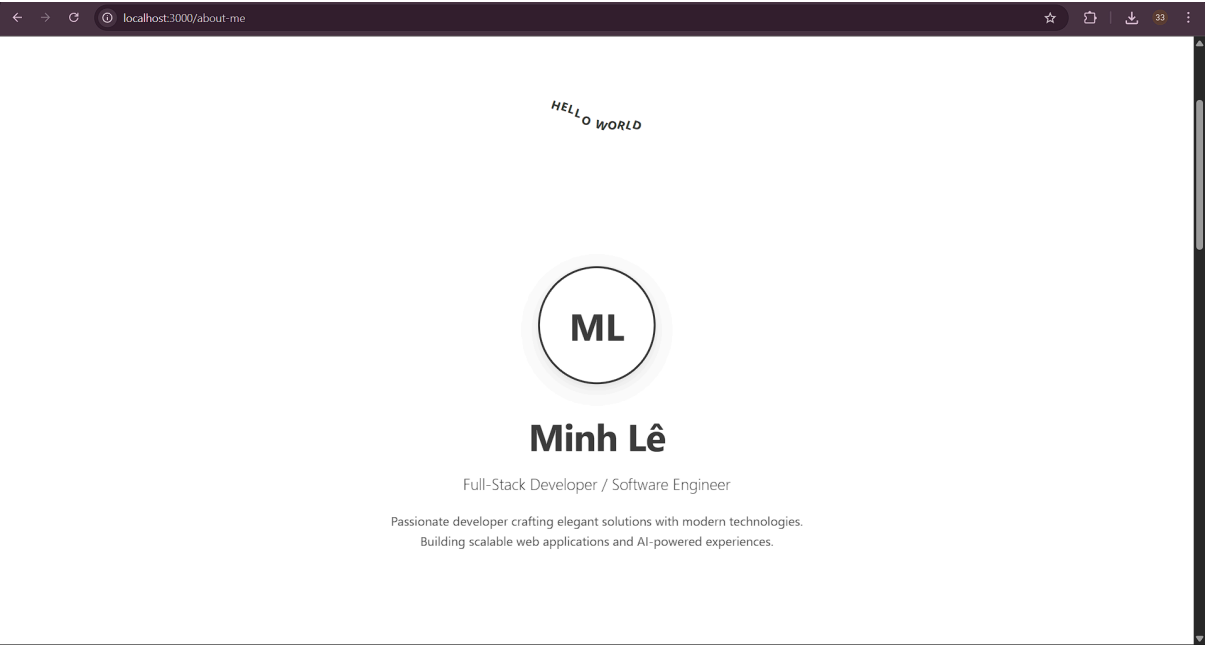 localhost:3000/about-me
33
HELLO WORLD
ML
Minh Lê
Full-Stack Developer / Software Engineer
Passionate developer crafting elegant solutions with modern technologies.
Building scalable web applications and AI-powered experiences.